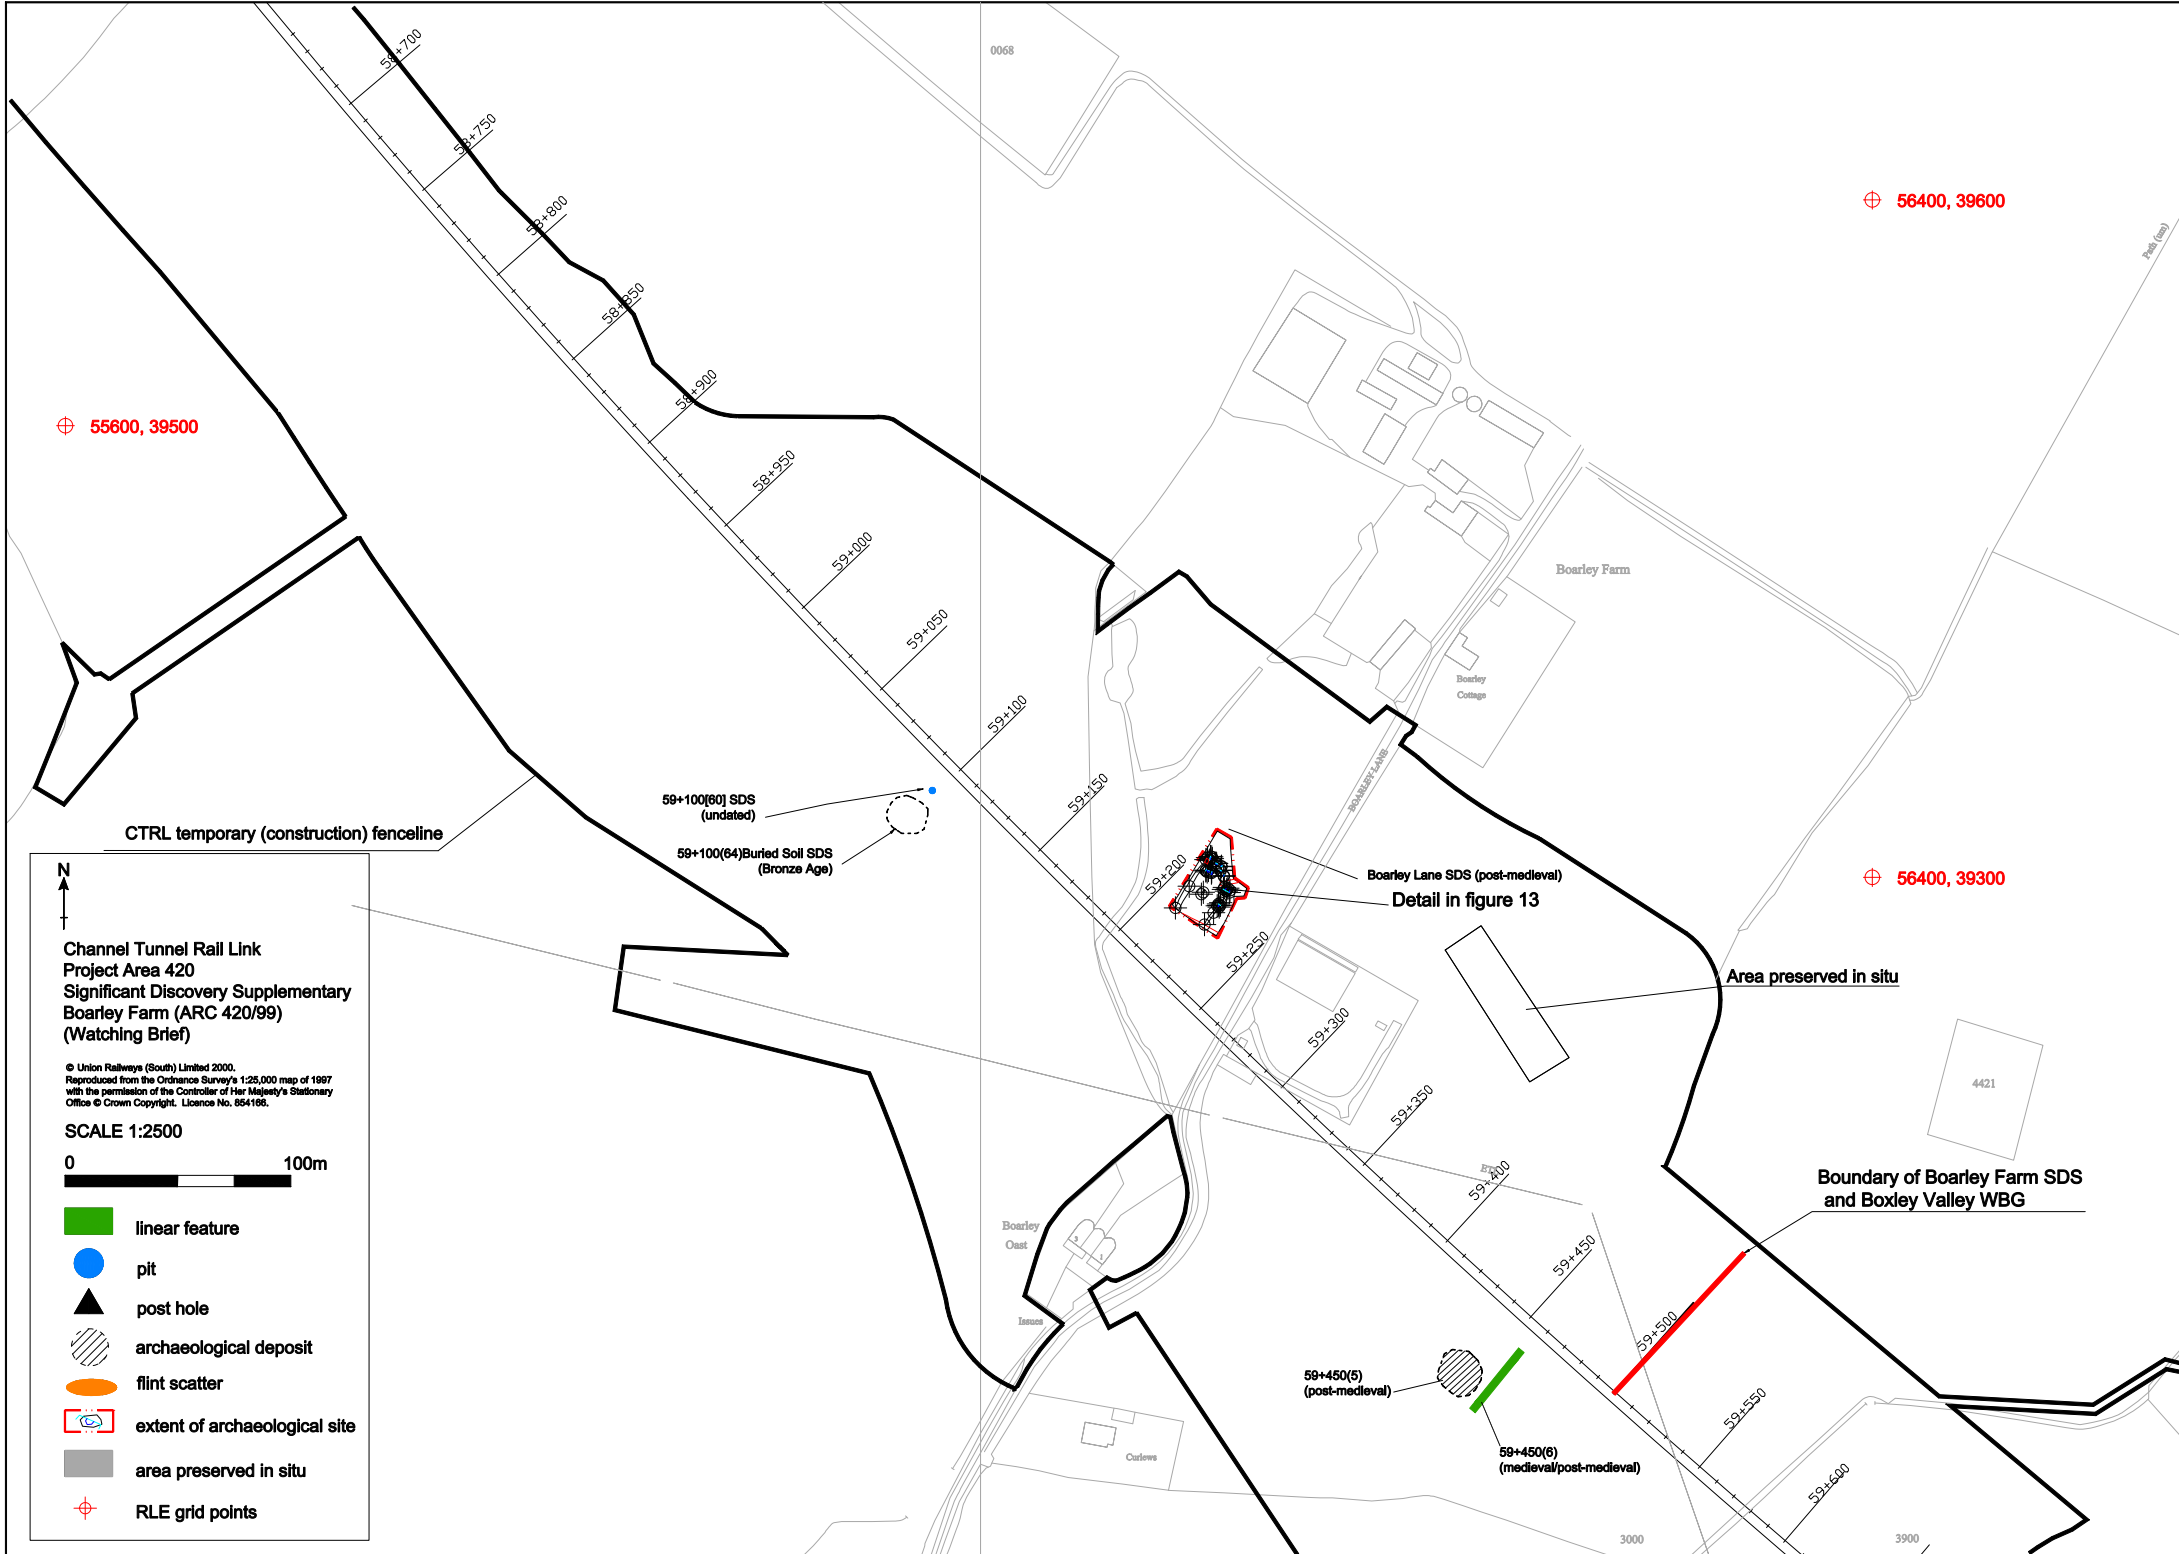 0068
58+700
58+750
58+800
58+850
58+900
58+950
59+000
59+050
59+100
59+150
59+200
59+250
59+300
59+350
59+400
59+450
59+500
59+550
59+600
56400, 39600
Path (um)
55600, 39500
Boarley Farm
Boarley
Cottage
BOARLEY LANE
59+100[60] SDS
(undated)
59+100(64)Buried Soil SDS
(Bronze Age)
CTRL temporary (construction) fenceline
Boarley Lane SDS (post-medieval)
Detail in figure 13
56400, 39300
Area preserved in situ
4421
Boundary of Boarley Farm SDS
and Boxley Valley WBG
Boarley
Oast
3
1
Issues
Curlews
59+450(5)
(post-medieval)
59+450(6)
(medieval/post-medieval)
3000
3900
N
Channel Tunnel Rail Link
Project Area 420
Significant Discovery Supplementary
Boarley Farm (ARC 420/99)
(Watching Brief)
© Union Railways (South) Limited 2000.
Reproduced from the Ordnance Survey's 1:25,000 map of 1997
with the permission of the Controller of Her Majesty's Stationary
Office © Crown Copyright. Licence No. 854166.
SCALE 1:2500
0 100m
linear feature
pit
post hole
archaeological deposit
flint scatter
extent of archaeological site
area preserved in situ
RLE grid points